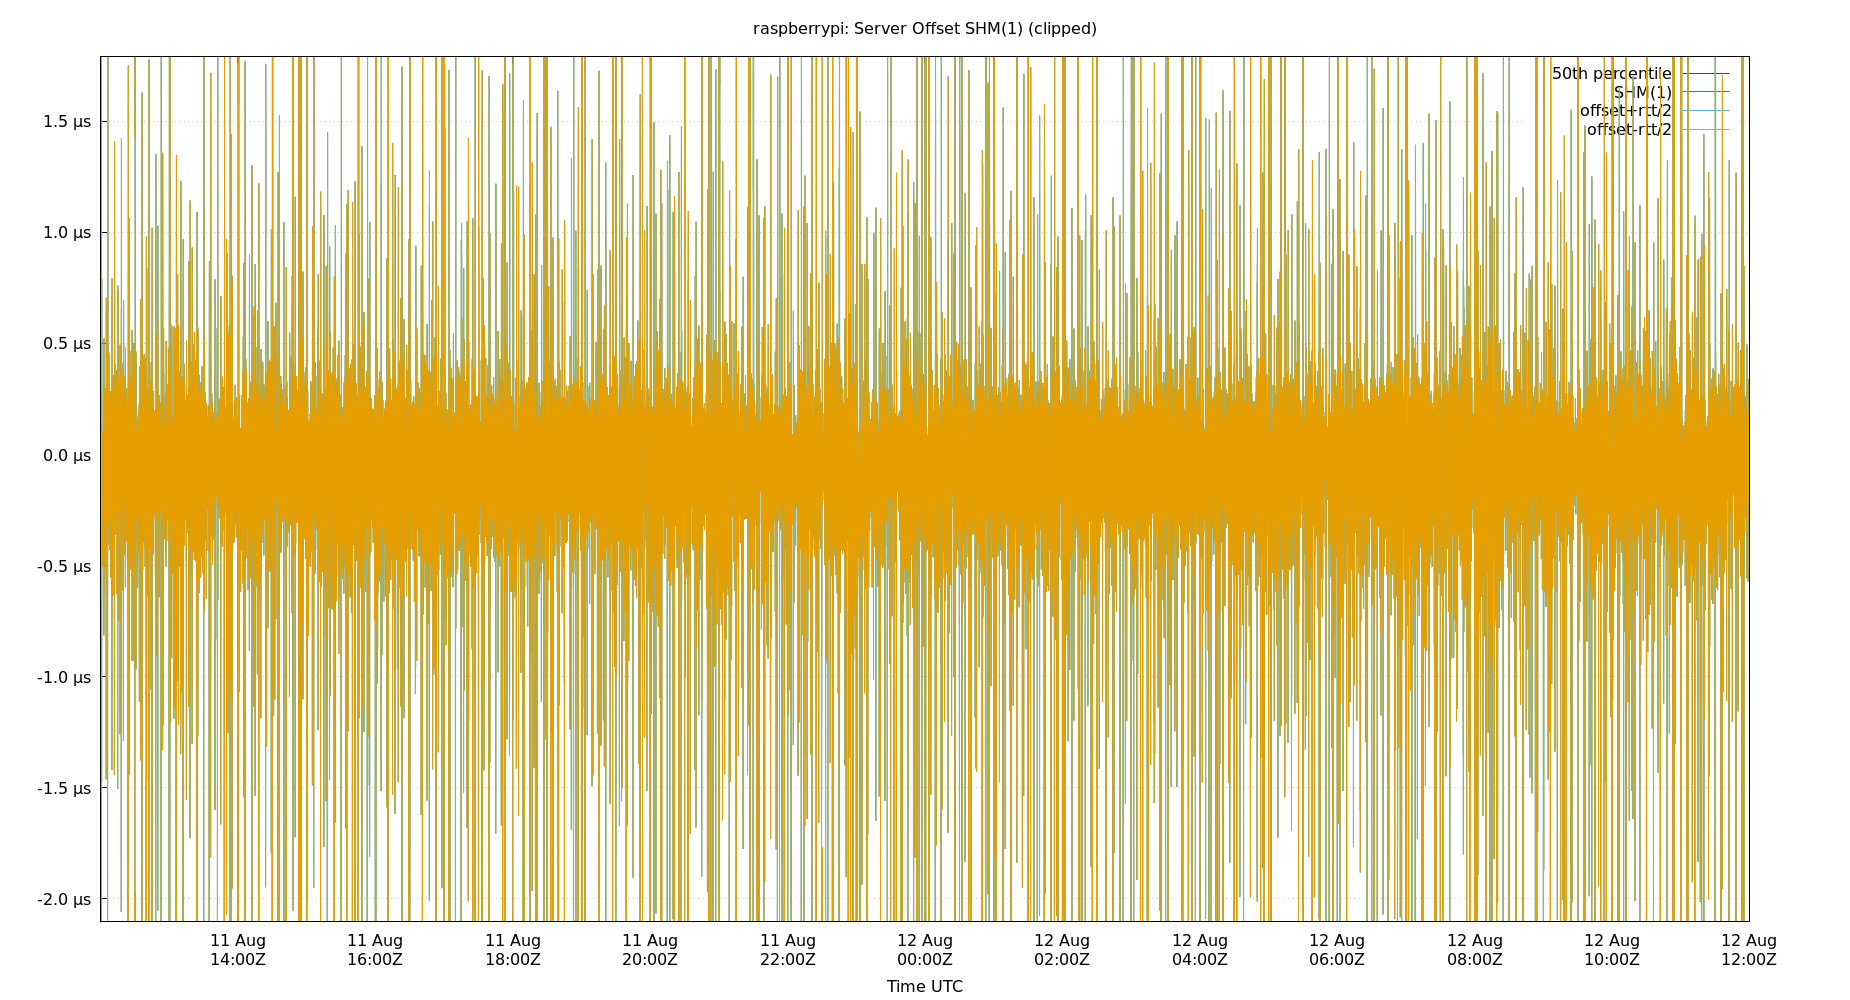 raspberrypi: Server Offset SHM(1) (clipped)
50th percentile
SHM(1)
offset+rtt/2
offset-rtt/2
1.5 µs
1.0 µs
0.5 µs
0.0 µs
-0.5 µs
-1.0 µs
-1.5 µs
-2.0 µs
11 Aug 11 Aug 11 Aug 11 Aug 11 Aug 12 Aug 12 Aug 12 Aug 12 Aug 12 Aug 12 Aug 12 Aug
14:00Z 16:00Z 18:00Z 20:00Z 22:00Z 00:00Z 02:00Z 04:00Z 06:00Z 08:00Z 10:00Z 12:00Z
Time UTC